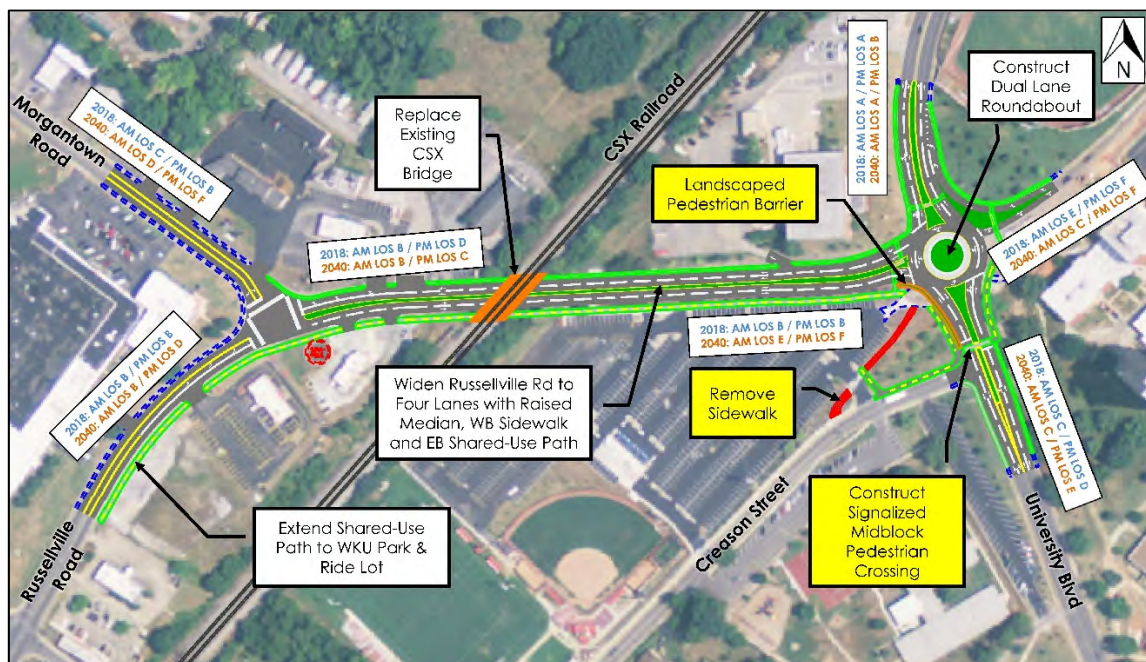 Morgantown
Road
2018: AM LOS C / PM LOS B
2040: AM LOS D / PM LOS F
Replace
Existing
CSX
Bridge
CSX Railroad
2018: AM LOS A / PM LOS A
2040: AM LOS A / PM LOS B
Construct
Dual Lane
Roundabout
N
Landscaped
Pedestrian Barrier
2018: AM LOS E / PM LOS F
2040: AM LOS C / PM LOS F
2018: AM LOS B / PM LOS D
2040: AM LOS B / PM LOS C
2018: AM LOS B / PM LOS B
2040: AM LOS E / PM LOS F
2018: AM LOS B / PM LOS B
2040: AM LOS B / PM LOS D
Widen Russellville Rd to
Four Lanes with Raised
Median, WB Sidewalk
and EB Shared-Use Path
Remove
Sidewalk
2018: AM LOS C / PM LOS D
2040: AM LOS C / PM LOS E
Extend Shared-Use
Path to WKU Park &
Ride Lot
Russellville
Road
Creason Street
Construct
Signalized
Midblock
Pedestrian
Crossing
University Blvd